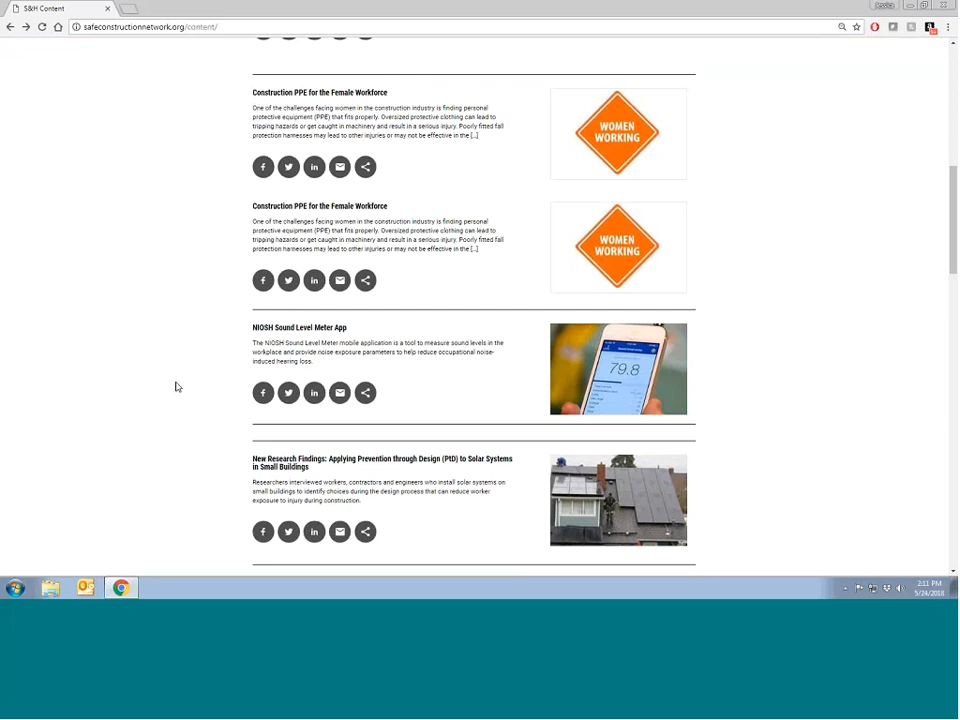 S&H Content
Jessica
safeconstructionnetwork.org/content/
Construction PPE for the Female Workforce
One of the challenges facing women in the construction industry is finding personal
protective equipment (PPE) that fits properly. Oversized protective clothing can lead to
tripping hazards or get caught in machinery and result in a serious injury. Poorly fitted fall
protection harnesses may lead to other injuries or may not be effective in the [...]
WOMEN
WORKING
Construction PPE for the Female Workforce
One of the challenges facing women in the construction industry is finding personal
protective equipment (PPE) that fits properly. Oversized protective clothing can lead to
tripping hazards or get caught in machinery and result in a serious injury. Poorly fitted fall
protection harnesses may lead to other injuries or may not be effective in the [...]
WOMEN
WORKING
NIOSH Sound Level Meter App
The NIOSH Sound Level Meter mobile application is a tool to measure sound levels in the
workplace and provide noise exposure parameters to help reduce occupational noise-
induced hearing loss.
79.8
New Research Findings: Applying Prevention through Design (PtD) to Solar Systems
in Small Buildings
Researchers interviewed workers, contractors and engineers who install solar systems on
small buildings to identify choices during the design process that can reduce worker
exposure to injury during construction.
2:11 PM
5/24/2018